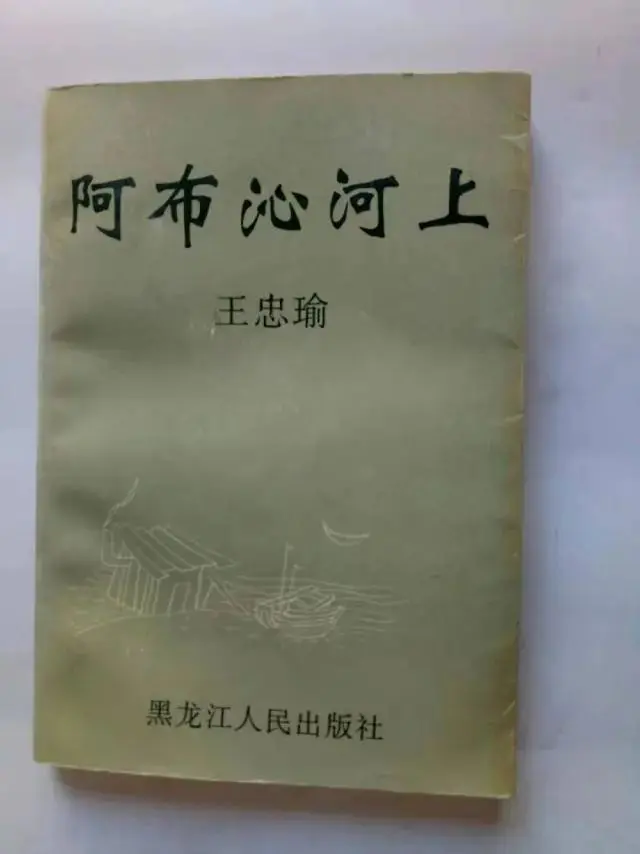 阿布沁河上
王忠瑜
黑龙江人民出版社